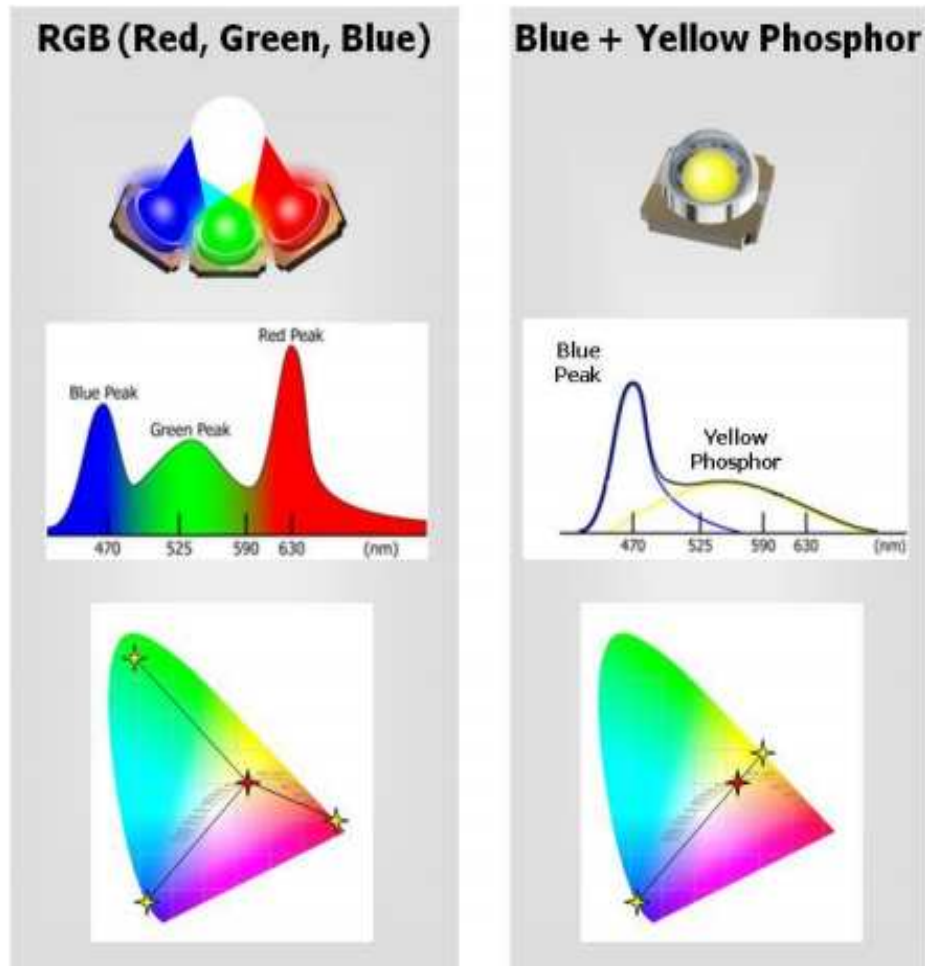 RGB (Red, Green, Blue)
Red Peak
Blue Peak
Green Peak
470 525 590 630 (nm)
Blue + Yellow Phosphor
Blue
Peak
Yellow
Phosphor
470 525 590 630 (nm)